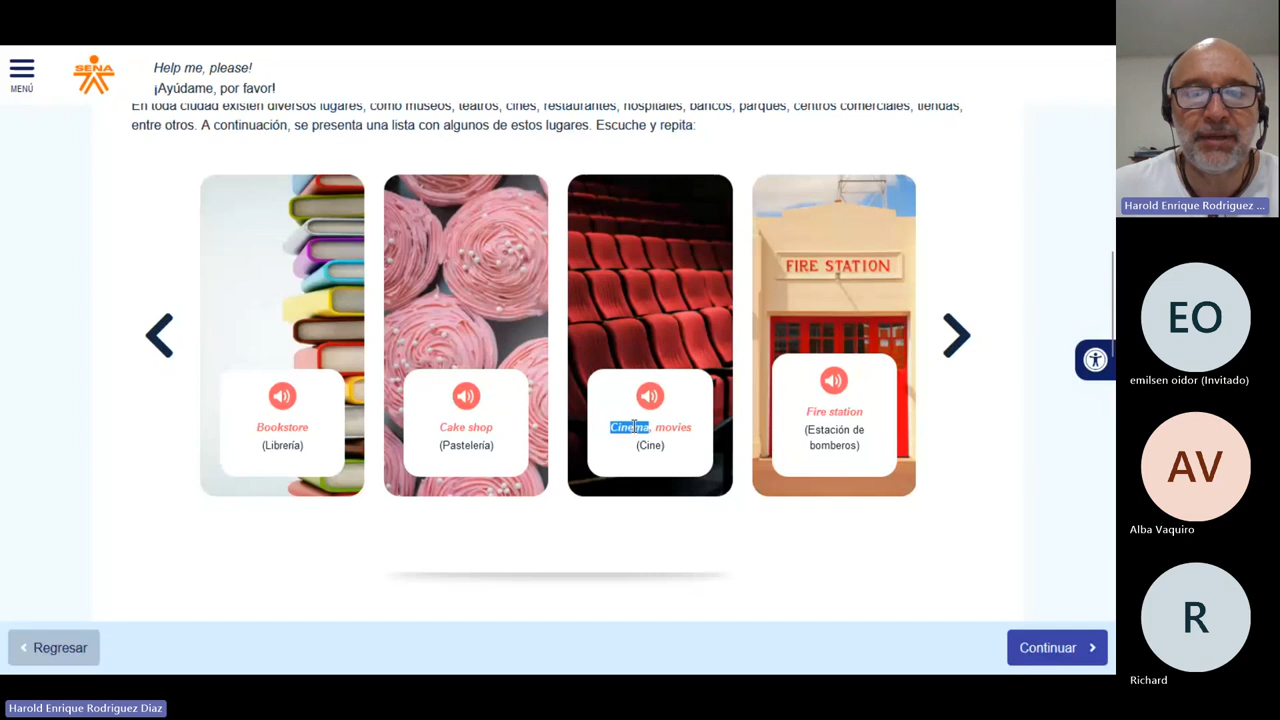 MENÚ
SENA
Help me, please!
¡Ayúdame, por favor!
En toda ciudad existen diversos lugares, como museos, teatros, cines, restaurantes, hospitales, bancos, parques, centros comerciales, tiendas,
entre otros. A continuación, se presenta una lista con algunos de estos lugares. Escuche y repita:
FIRE STATION
Bookstore
(Librería)
Cake shop
(Pastelería)
Cinema, movies
(Cine)
Fire station
(Estación de
bomberos)
Regresar
Continuar
Harold Enrique Rodriguez Diaz
Harold Enrique Rodriguez ...
EO
emilsen oidor (Invitado)
AV
Alba Vaquiro
R
Richard